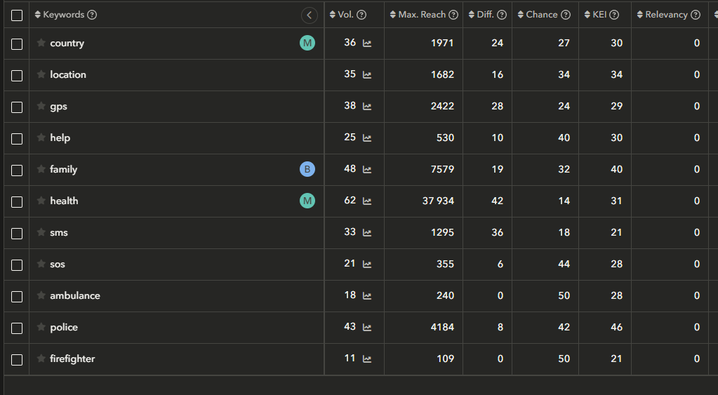 Keywords Vol. Max. Reach Diff. Chance KEI Relevancy
country M 36 1971 24 27 30 0
location 35 1682 16 34 34 0
gps 38 2422 28 24 29 0
help 25 530 10 40 30 0
family B 48 7579 19 32 40 0
health M 62 37 934 42 14 31 0
sms 33 1295 36 18 21 0
sos 21 355 6 44 28 0
ambulance 18 240 0 50 28 0
police 43 4184 8 42 46 0
firefighter 11 109 0 50 21 0